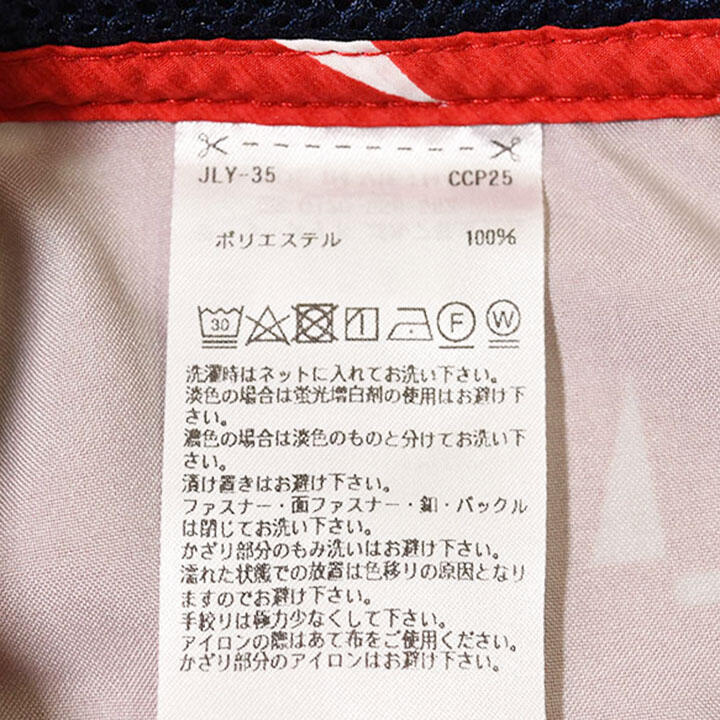 JLY-35 CCP25
ポリエステル 100%
30 F W
洗濯時はネットに入れてお洗い下さい。
淡色の場合は蛍光増白剤の使用はお避け下
さい。
濃色の場合は淡色のものと分けてお洗い下
さい。
漬け置きはお避け下さい。
ファスナー・面ファスナー・釦・バックル
は閉じてお洗い下さい。
かざり部分のもみ洗いはお避け下さい。
濡れた状態での放置は色移りの原因となり
ますのでお避け下さい。
手絞りは極力少なくして下さい。
アイロンの際はあて布をご使用ください。
かざり部分のアイロンはお避け下さい。